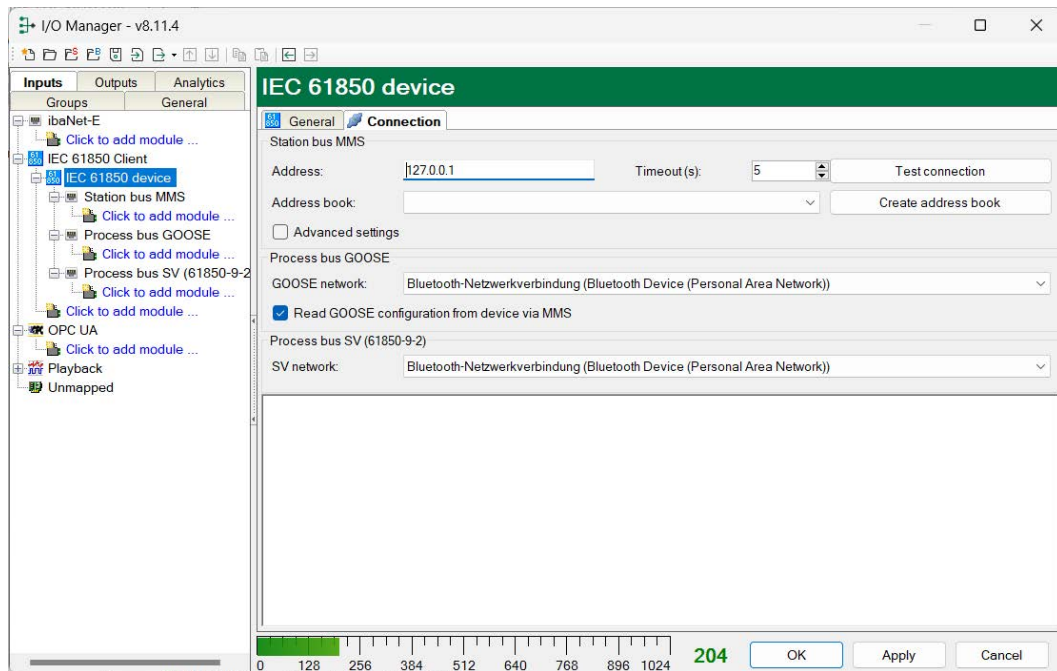 I/O Manager - v8.11.4
Inputs Outputs Analytics
Groups General
ibaNet-E
Click to add module ...
IEC 61850 Client
IEC 61850 device
Station bus MMS
Click to add module ...
Process bus GOOSE
Click to add module ...
Process bus SV (61850-9-2
Click to add module ...
Click to add module ...
OPC UA
Click to add module ...
Playback
Unmapped
IEC 61850 device
General Connection
Station bus MMS
Address: 127.0.0.1 Timeout (s): 5 Test connection
Address book: Create address book
Advanced settings
Process bus GOOSE
GOOSE network: Bluetooth-Netzwerkverbindung (Bluetooth Device (Personal Area Network))
Read GOOSE configuration from device via MMS
Process bus SV (61850-9-2)
SV network: Bluetooth-Netzwerkverbindung (Bluetooth Device (Personal Area Network))
0 128 256 384 512 640 768 896 1024 204 OK Apply Cancel